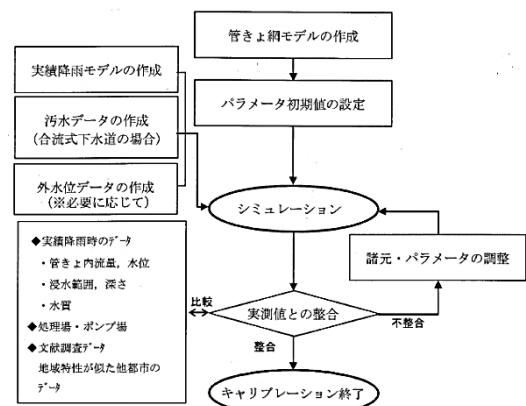 管きょ網モデルの作成
実績降雨モデルの作成
パラメータ初期値の設定
汚水データの作成
(合流式下水道の場合)
外水位データの作成
(※必要に応じて)
シミュレーション
諸元・パラメータの調整
◆実績降雨時のデータ
・管きょ内流量，水位
・浸水範囲，深さ
・水質
◆処理場・ポンプ場
◆文献調査データ
地域特性が似た他都市の
データ
比較
実測値との整合
不整合
整合
キャリブレーション終了